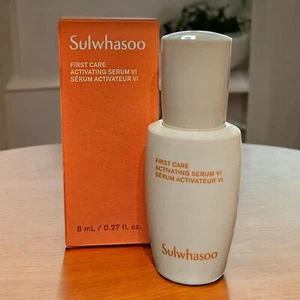 Sulwhasoo
FIRST CARE
ACTIVATING SERUM VI
SÉRUM ACTIVATEUR VI
8 mL / 0.27 fl. oz.
FIRST CARE
ACTIVATING SERUM VI
SÉRUM ACTIVATEUR VI
Sulwhasoo